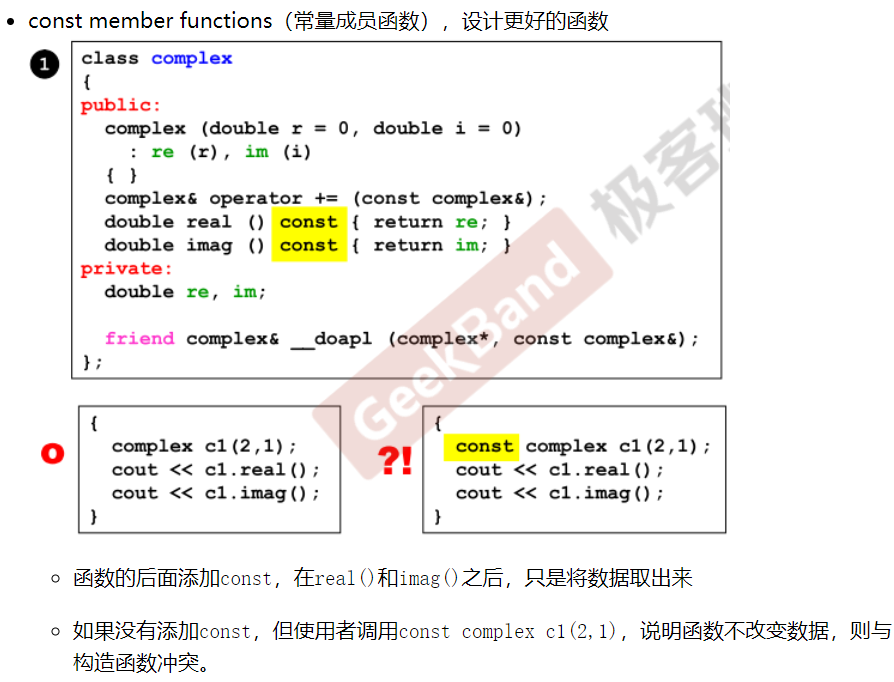 • const member functions（常量成员函数），设计更好的函数
1
class complex
{
public:
complex (double r = 0, double i = 0)
: re (r), im (i)
{ }
complex& operator += (const complex&);
double real () const { return re; }
double imag () const { return im; }
private:
double re, im;
friend complex& __doapl (complex*, const complex&);
};
GeekBand 极客班
{
complex c1(2,1);
cout << c1.real();
cout << c1.imag();
}
?!
{
const complex c1(2,1);
cout << c1.real();
cout << c1.imag();
}
函数的后面添加const，在real()和imag()之后，只是将数据取出来
如果没有添加const，但使用者调用const complex c1(2,1)，说明函数不改变数据，则与
构造函数冲突。